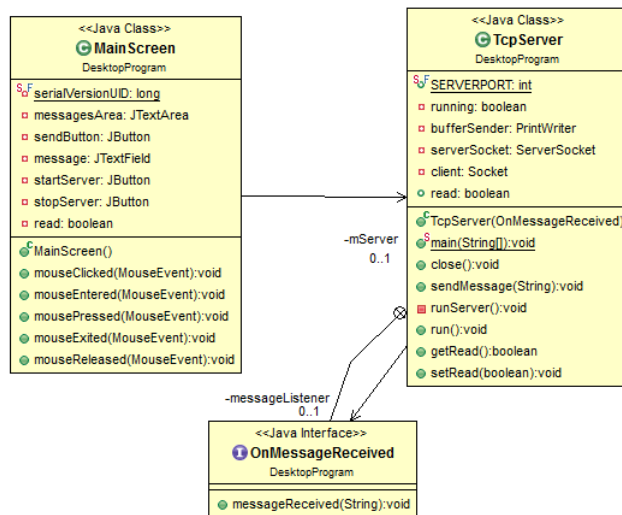 <<Java Class>>
MainScreen
DesktopProgram
serialVersionUID: long
messagesArea: JTextArea
sendButton: JButton
message: JTextField
startServer: JButton
stopServer: JButton
read: boolean
MainScreen()
mouseClicked(MouseEvent):void
mouseEntered(MouseEvent):void
mousePressed(MouseEvent):void
mouseExited(MouseEvent):void
mouseReleased(MouseEvent):void
<<Java Class>>
TcpServer
DesktopProgram
SERVERPORT: int
running: boolean
bufferSender: PrintWriter
serverSocket: ServerSocket
client: Socket
read: boolean
TcpServer(OnMessageReceived)
main(String[]):void
close():void
sendMessage(String):void
runServer():void
run():void
getRead():boolean
setRead(boolean):void
-mServer
0..1
-messageListener
0..1
<<Java Interface>>
OnMessageReceived
DesktopProgram
messageReceived(String):void